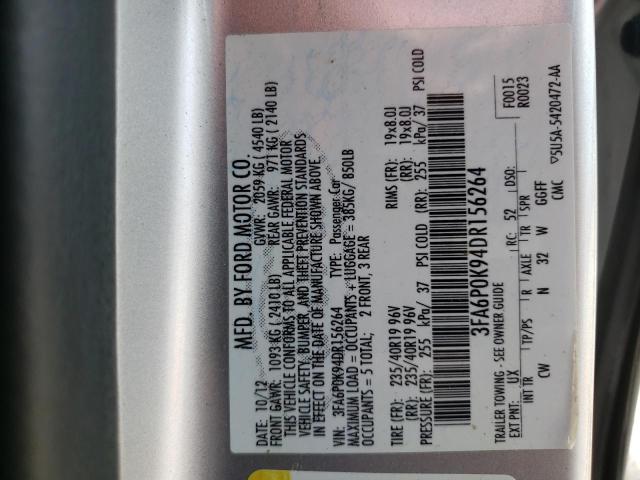 MFD. BY FORD MOTOR CO.
DATE: 10/12 GVWR: 2059 KG ( 4540 LB)
FRONT GAWR: 1093 KG ( 2410 LB) REAR GAWR: 971 KG ( 2140 LB)
THIS VEHICLE CONFORMS TO ALL APPLICABLE FEDERAL MOTOR
VEHICLE SAFETY, BUMPER, AND THEFT PREVENTION STANDARDS
IN EFFECT ON THE DATE OF MANUFACTURE SHOWN ABOVE.
VIN: 3FA6P0K94DR156264 TYPE: Passenger Car
MAXIMUM LOAD = OCCUPANTS + LUGGAGE = 385KG/ 850LB
OCCUPANTS = 5 TOTAL; 2 FRONT, 3 REAR
TIRE (FR): 235/40R19 96V RIMS (FR): 19x8.0J
(RR): 235/40R19 96V (RR): 19x8.0J
PRESSURE (FR): 255 kPa/ 37 PSI COLD (RR): 255 kPa/ 37 PSI COLD
3FA6P0K94DR156264
TRAILER TOWING - SEE OWNER GUIDE
F0015
R0023
EXT PNT: UX RC: 52 DSO:
INT TR TP/PS R AXLE TR SPR
CW N 32 W GGFF
CMC ▽5U5A-5420472-AA